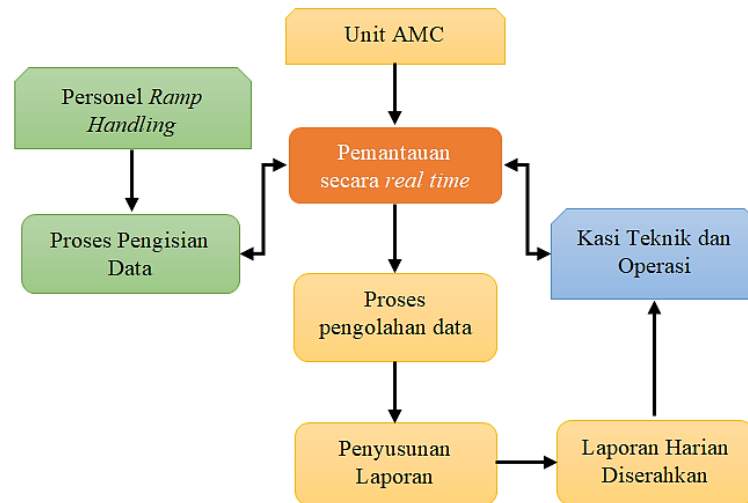 Unit AMC
Personel Ramp
Handling
Pemantauan
secara real time
Proses Pengisian
Data
Kasi Teknik dan
Operasi
Proses
pengolahan data
Penyusunan
Laporan
Laporan Harian
Diserahkan